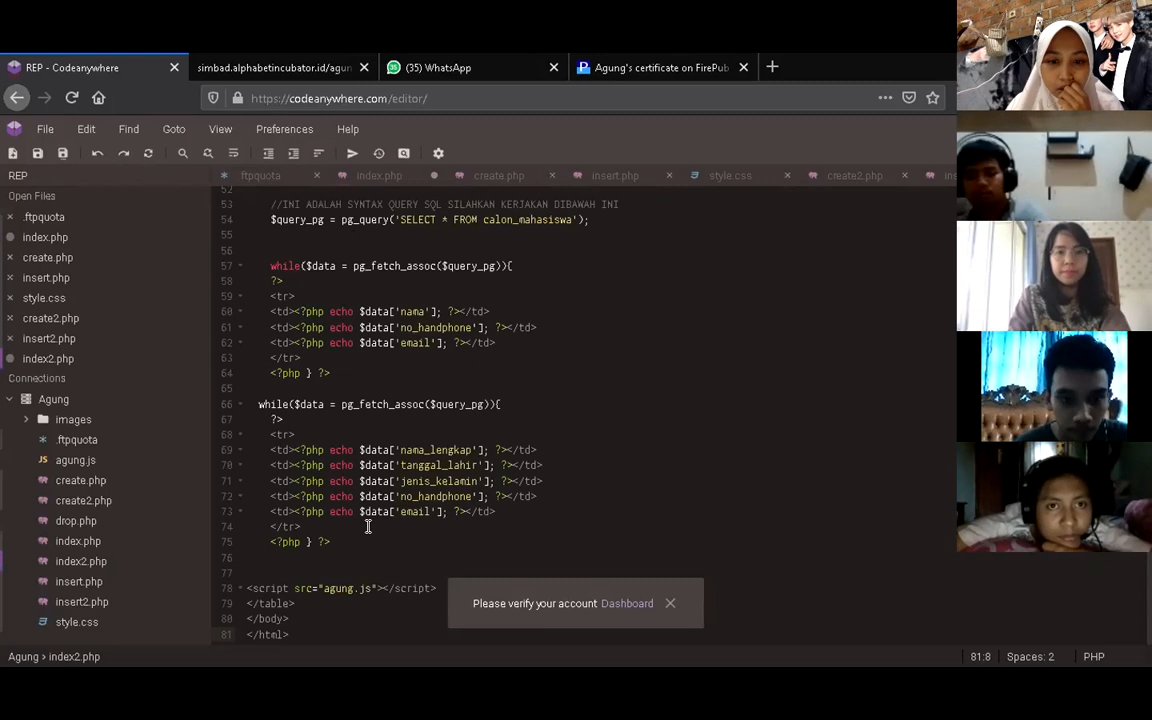 REP - Codeanywhere
simbad.alphabetincubator.id/agun
(35) WhatsApp
Agung's certificate on FirePub
https://codeanywhere.com/editor/
File Edit Find Goto View Preferences Help
REP
ftpquota index.php create.php insert.php style.css create2.php ins
Open Files
.ftpquota
index.php
create.php
insert.php
style.css
create2.php
insert2.php
index2.php
Connections
Agung
images
.ftpquota
agung.js
create.php
create2.php
drop.php
index.php
index2.php
insert.php
insert2.php
style.css
52
53 //INI ADALAH SYNTAX QUERY SQL SILAHKAN KERJAKAN DIBAWAH INI
54 $query_pg = pg_query('SELECT * FROM calon_mahasiswa');
55
56
57 while($data = pg_fetch_assoc($query_pg)){
58 ?>
59 <tr>
60 <td><?php echo $data['nama']; ?></td>
61 <td><?php echo $data['no_handphone']; ?></td>
62 <td><?php echo $data['email']; ?></td>
63 </tr>
64 <?php } ?>
65
66 while($data = pg_fetch_assoc($query_pg)){
67 ?>
68 <tr>
69 <td><?php echo $data['nama_lengkap']; ?></td>
70 <td><?php echo $data['tanggal_lahir']; ?></td>
71 <td><?php echo $data['jenis_kelamin']; ?></td>
72 <td><?php echo $data['no_handphone']; ?></td>
73 <td><?php echo $data['email']; ?></td>
74 </tr>
75 <?php } ?>
76
77
78 <script src="agung.js"></script>
79 </table>
80 </body>
81 </html>
Please verify your account Dashboard
Agung > index2.php
81:8 Spaces: 2 PHP